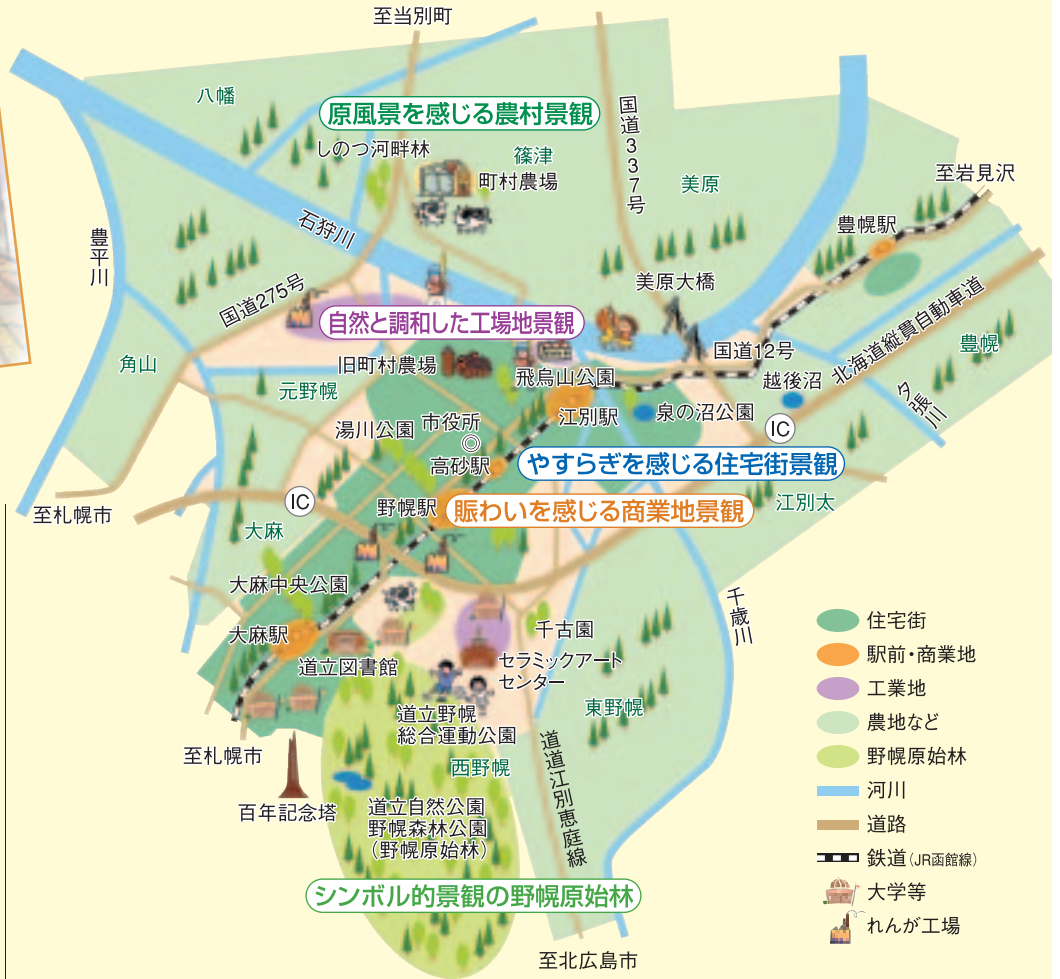 至当別町
八幡
原風景を感じる農村景観
しのつ河畔林
篠津
町村農場
国道337号
美原
至岩見沢
豊幌駅
豊平川
石狩川
国道275号
美原大橋
自然と調和した工場地景観
北海道縦貫自動車道
国道12号
豊幌
角山
旧町村農場
元野幌
飛烏山公園
越後沼
夕張川
湯川公園
市役所
江別駅
泉の沼公園
IC
高砂駅
やすらぎを感じる住宅街景観
至札幌市
IC
野幌駅
賑わいを感じる商業地景観
江別太
大麻
大麻中央公園
千歳川
大麻駅
道立図書館
千古園
セラミックアート
センター
道立野幌
総合運動公園
東野幌
至札幌市
西野幌
道道江別恵庭線
百年記念塔
道立自然公園
野幌森林公園
（野幌原始林）
シンボル的景観の野幌原始林
至北広島市
住宅街
駅前・商業地
工業地
農地など
野幌原始林
河川
道路
鉄道（JR函館線）
大学等
れんが工場